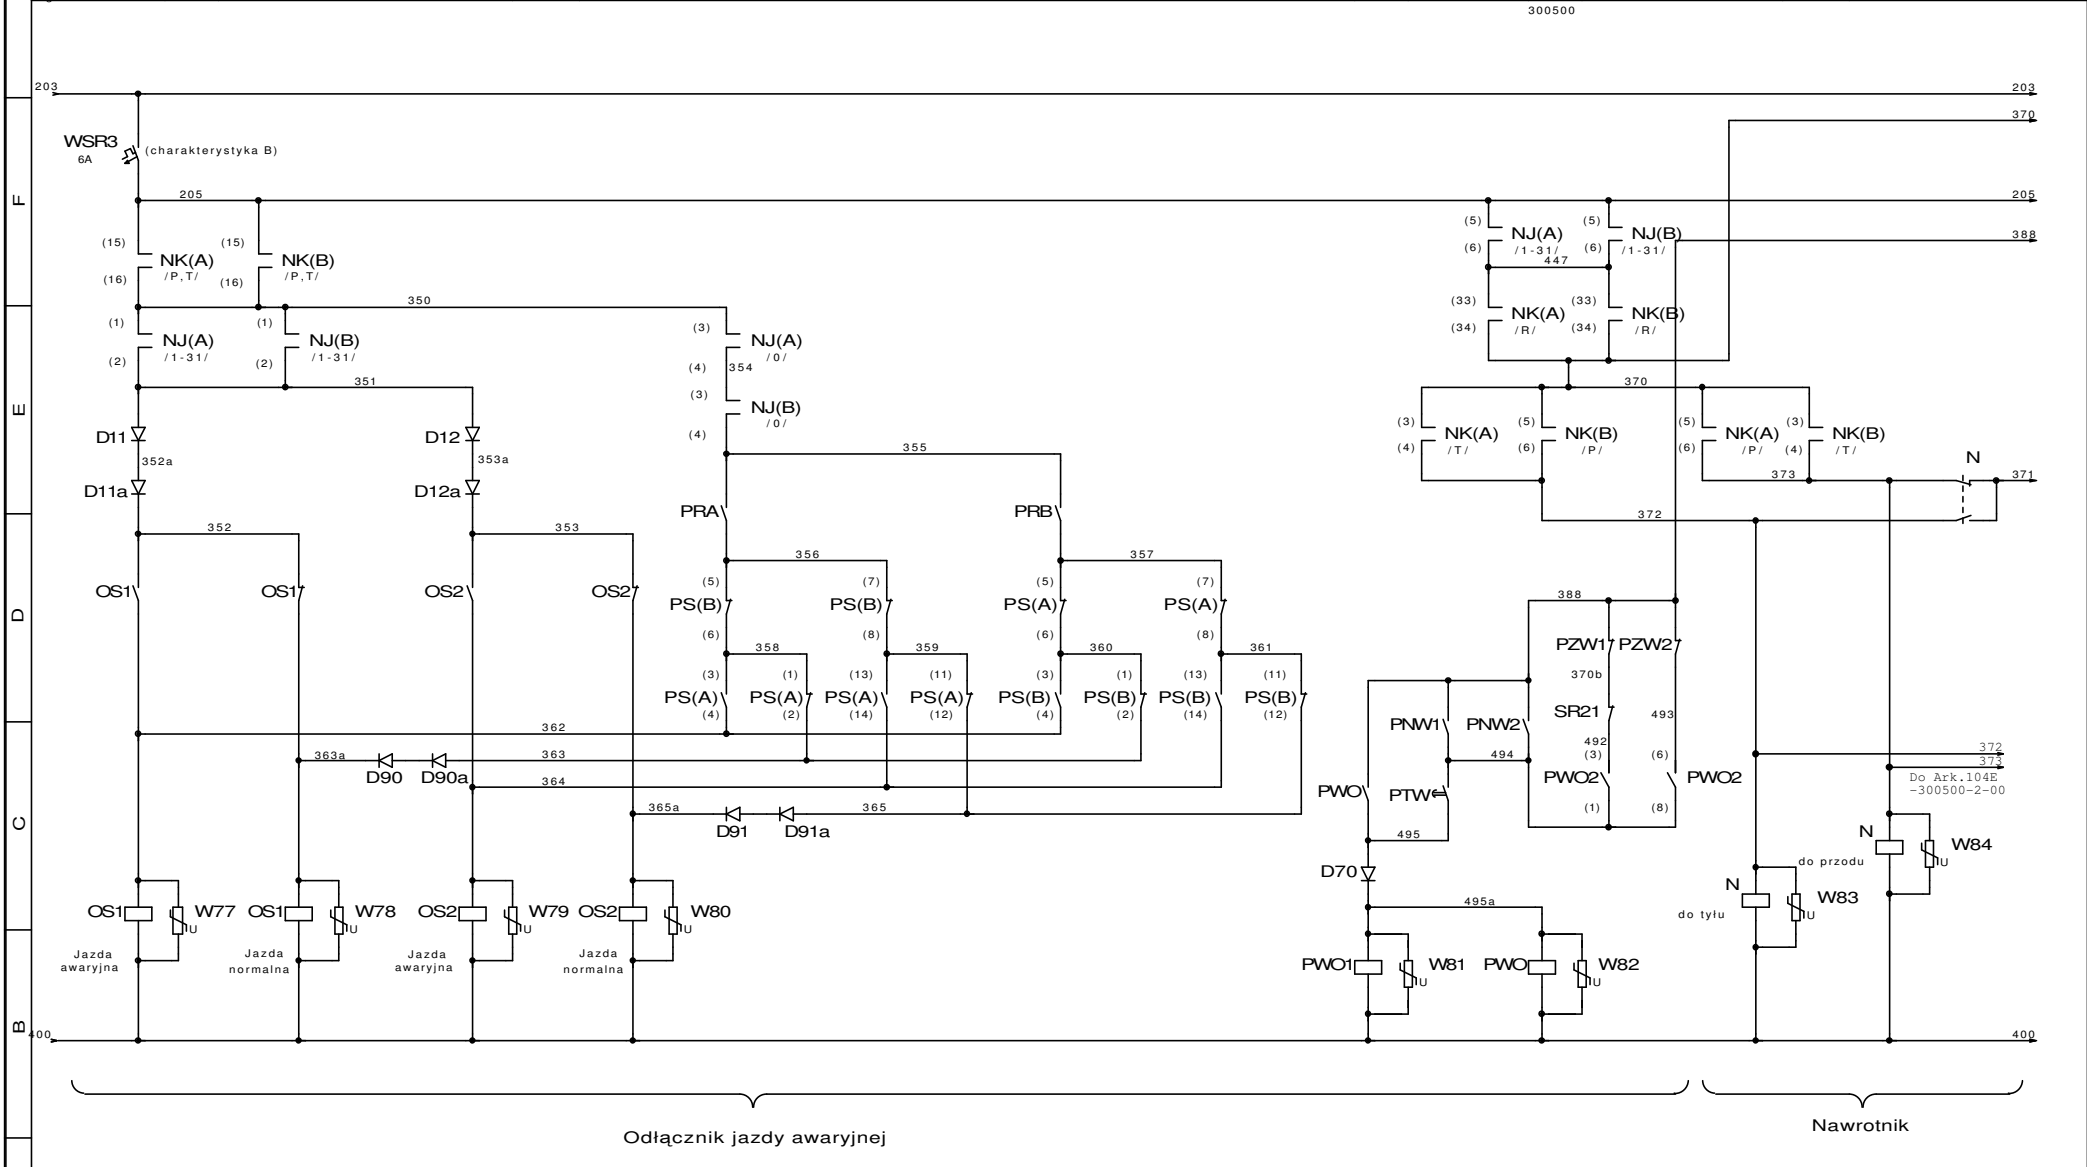 300500
203
203
370
WSR3
6A
(charakterystyka B)
F
205
205
(5)
(5)
NJ(A)
NJ(B)
388
(15)
(15)
(6)
/1-31/
(6)
/1-31/
NK(A)
NK(B)
447
/P,T/
/P,T/
(16)
(16)
350
(33)
(33)
NK(A)
NK(B)
(1)
(1)
(3)
(34)
/R/
(34)
/R/
NJ(A)
NJ(B)
NJ(A)
/1-31/
/1-31/
/0/
(2)
(2)
(4)
354
351
370
(3)
E
NJ(B)
/0/
(3)
(5)
(5)
(3)
D11
D12
(4)
NK(A)
NK(B)
NK(A)
NK(B)
(4)
/T/
(6)
/P/
(6)
/P/
(4)
/T/
355
352a
353a
N
373
371
D11a
D12a
PRA
PRB
372
352
353
356
357
(5)
(7)
(5)
(7)
OS1
OS1
OS2
OS2
388
PS(B)
PS(B)
PS(A)
PS(A)
D
(6)
(8)
(6)
(8)
358
359
360
361
PZW1
PZW2
(3)
(1)
(13)
(11)
(3)
(1)
(13)
(11)
370b
PS(A)
PS(A)
PS(A)
PS(A)
PS(B)
PS(B)
PS(B)
PS(B)
(4)
(2)
(14)
(12)
(4)
(2)
(14)
(12)
SR21
493
362
PNW1
PNW2
492
363a
363
494
(3)
(6)
372
373
D90
D90a
364
PWO2
PWO2
Do Ark.104E
-300500-2-00
PWO
PTW
365a
365
(1)
(8)
C
D91
D91a
495
N
W84
U
do przodu
D70
N
W83
U
do tyłu
495a
OS1
W77
OS1
W78
OS2
W79
OS2
W80
U
U
U
U
Jazda
awaryjna
Jazda
normalna
Jazda
awaryjna
Jazda
normalna
PWO1
W81
PWO
W82
U
U
B
400
400
Odłącznik jazdy awaryjnej
Nawrotnik